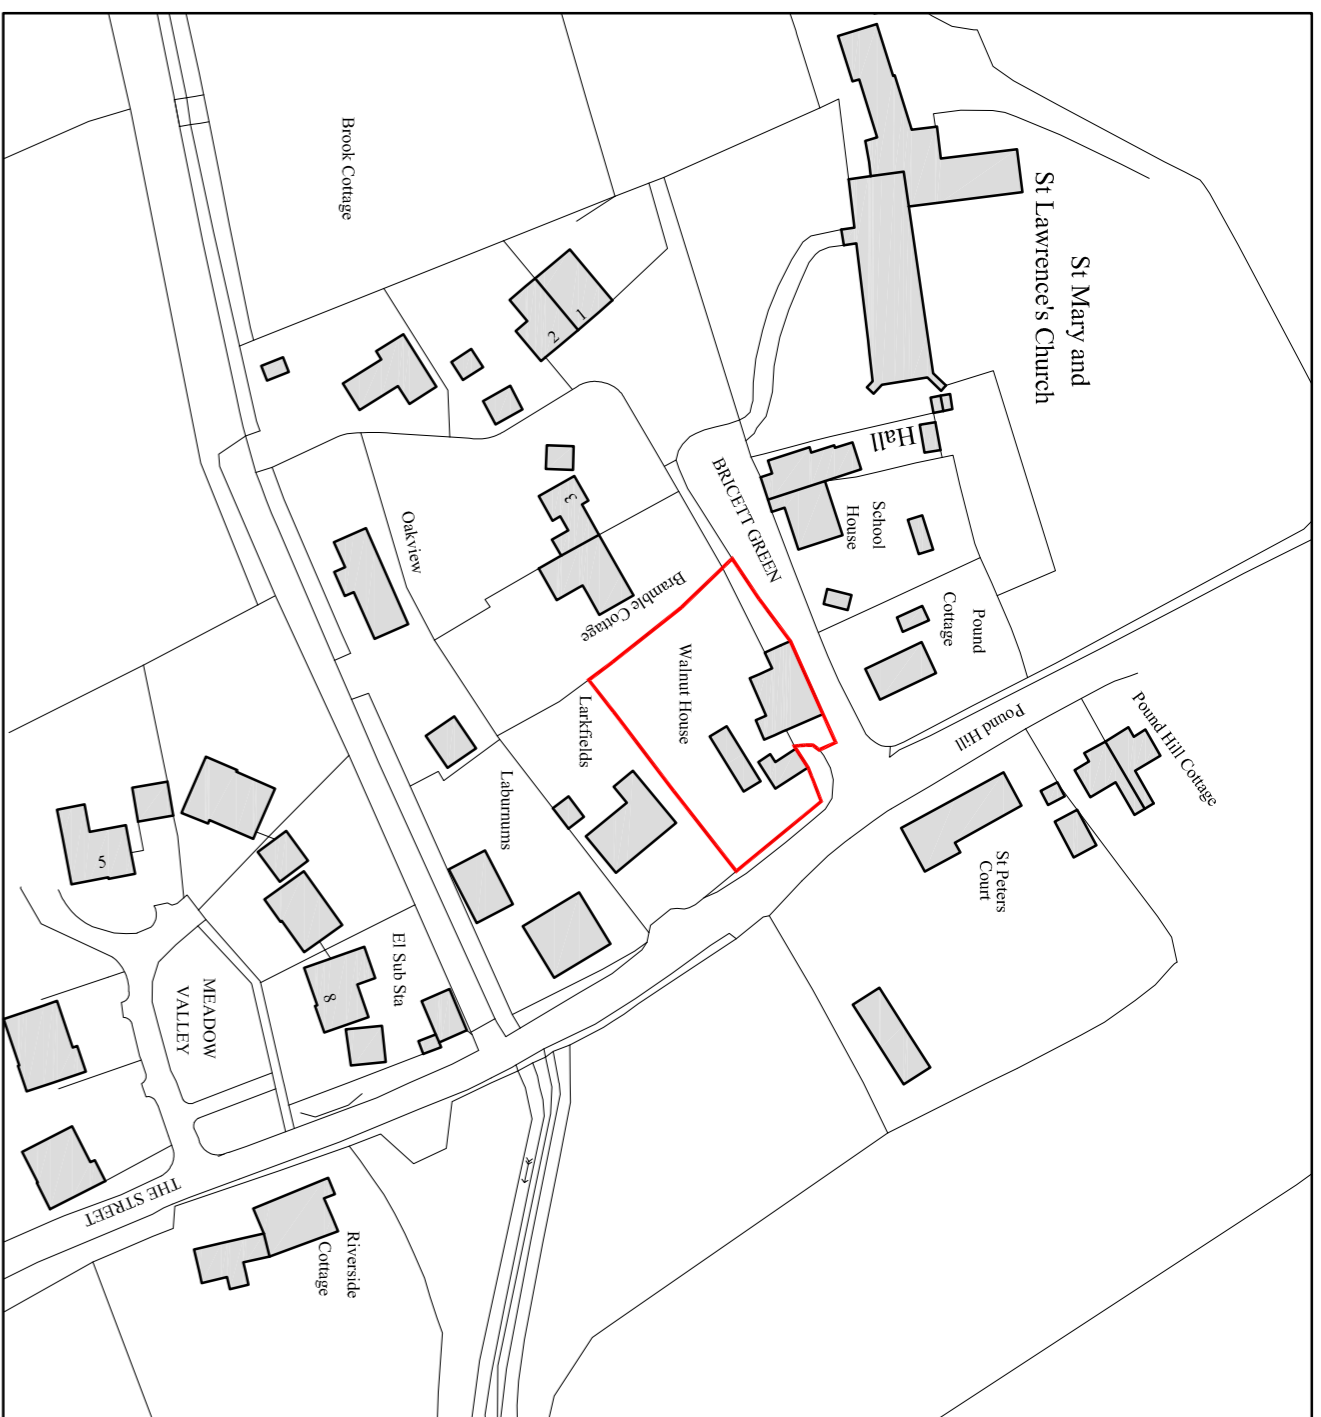 St Mary and
St Lawrence's Church
Brook Cottage
1
2
Hall
School
House
BRICETT GREEN
Pound
Cottage
Pound Hill
Pound Hill Cottage
St Peters
Court
3
Bramble Cottage
Oakview
Walnut House
Larkfields
Laburnums
El Sub Sta
8
5
MEADOW
VALLEY
THE STREET
Riverside
Cottage